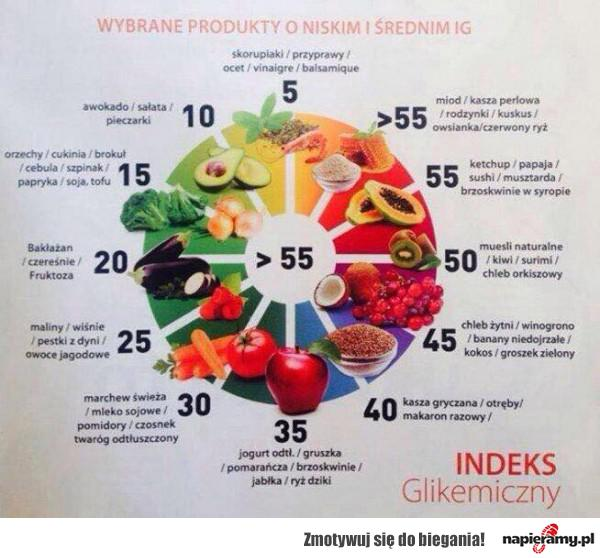 WYBRANE PRODUKTY O NISKIM I ŚREDNIM IG
skorupiaki / przyprawy /
ocet / vinaigre / balsamique
5
>55
miod / kasza perlowa
/ rodzynki / kuskus /
owsianka/czerwony ryż
55
ketchup / papaja /
sushi / musztarda /
brzoskwinie w syropie
50
muesli naturalne
/ kiwi / surimi /
chleb orkiszowy
45
chleb żytni / winogrono
/ banany niedojrzałe /
kokos / groszek zielony
40
kasza gryczana / otręby/
makaron razowy /
35
jogurt odtł. / gruszka
/ pomarańcza / brzoskwinie /
jabłka / ryż dziki
30
marchew świeża
/ mleko sojowe /
pomidory / czosnek
twaróg odtłuszczony
25
maliny / wiśnie
/ pestki z dyni /
owoce jagodowe
20
Bakłażan
/ czereśnie /
Fruktoza
15
orzechy / cukinia / brokuł
/ cebula / szpinak /
papryka / soja, tofu
10
awokado / sałata /
pieczarki
> 55
INDEKS
Glikemiczny
Zmotywuj się do biegania!
napieramy.pl